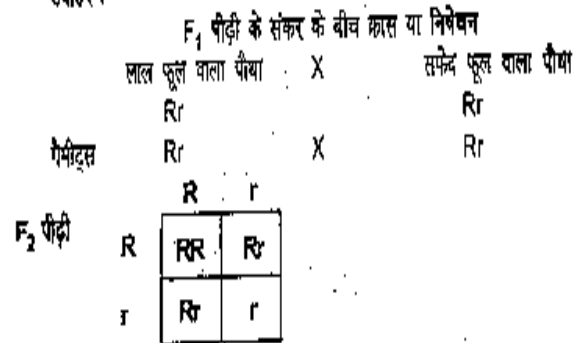 F₁ पीढ़ी के संकर के बीच क्रास या निषेचन
लाल फूल वाला पौधा X सफेद फूल वाला पौधा
Rr Rr
गैमीट्स Rr X Rr
R r
F₂ पीढ़ी R RR Rr
r Rr r